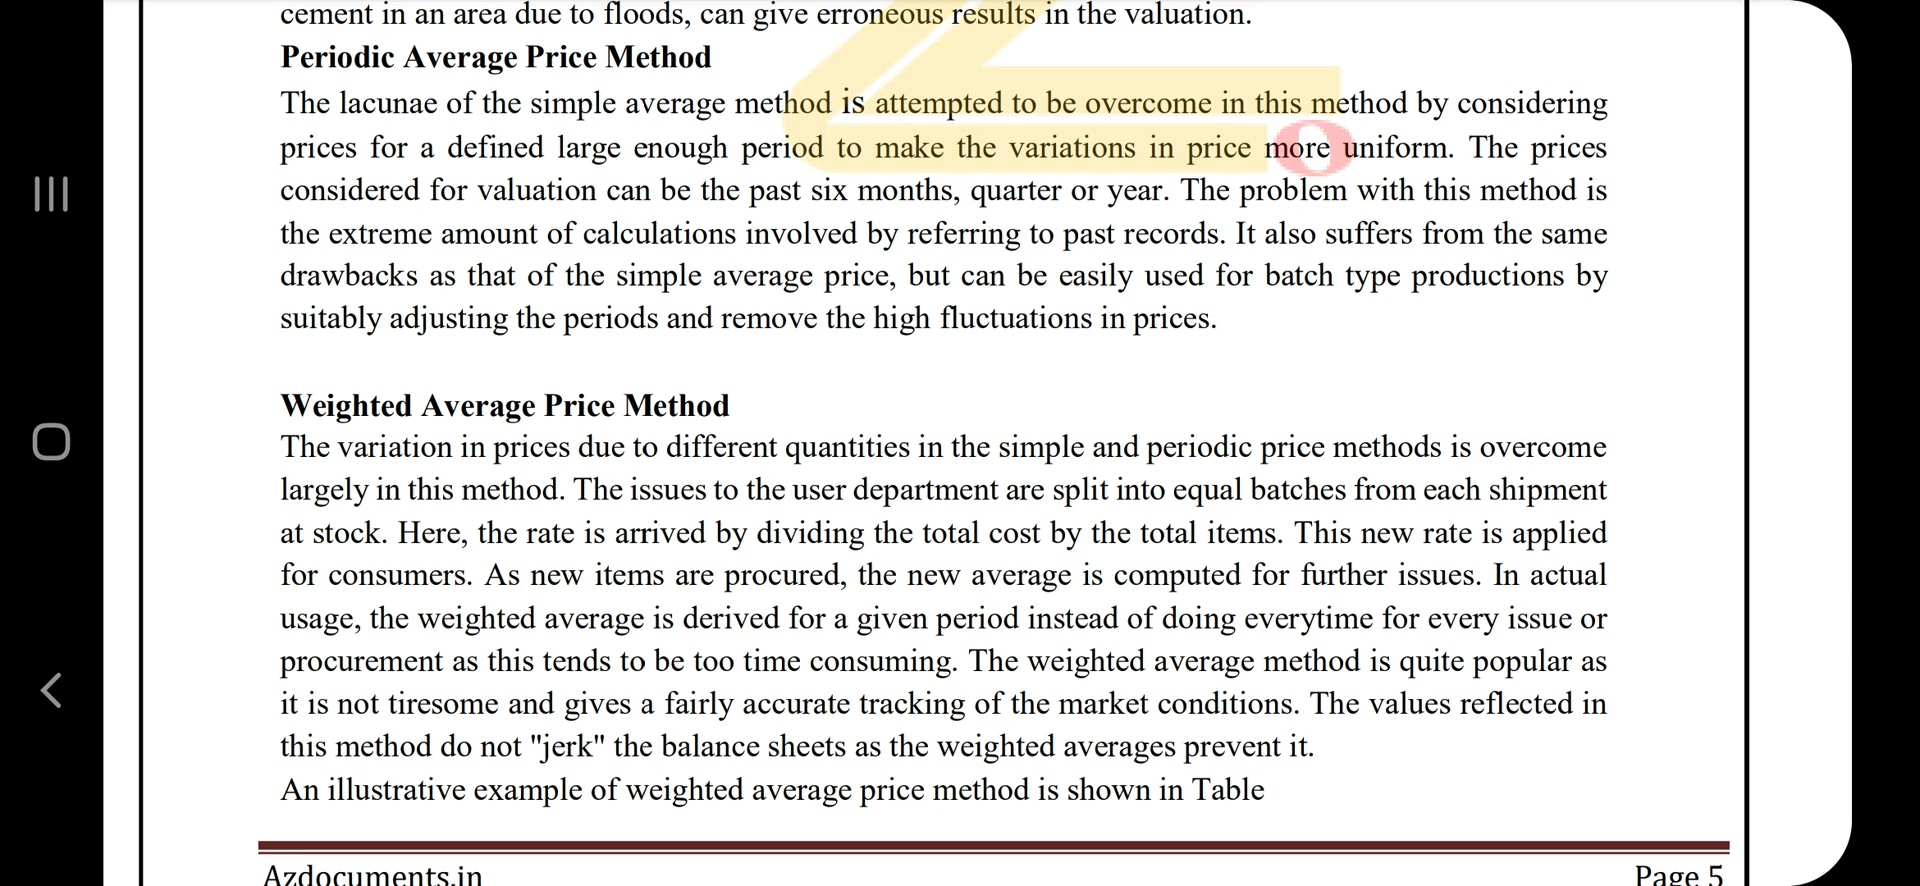 cement in an area due to floods, can give erroneous results in the valuation.
Periodic Average Price Method
The lacunae of the simple average method is attempted to be overcome in this method by considering
prices for a defined large enough period to make the variations in price more uniform. The prices
considered for valuation can be the past six months, quarter or year. The problem with this method is
the extreme amount of calculations involved by referring to past records. It also suffers from the same
drawbacks as that of the simple average price, but can be easily used for batch type productions by
suitably adjusting the periods and remove the high fluctuations in prices.
Weighted Average Price Method
The variation in prices due to different quantities in the simple and periodic price methods is overcome
largely in this method. The issues to the user department are split into equal batches from each shipment
at stock. Here, the rate is arrived by dividing the total cost by the total items. This new rate is applied
for consumers. As new items are procured, the new average is computed for further issues. In actual
usage, the weighted average is derived for a given period instead of doing everytime for every issue or
procurement as this tends to be too time consuming. The weighted average method is quite popular as
it is not tiresome and gives a fairly accurate tracking of the market conditions. The values reflected in
this method do not "jerk" the balance sheets as the weighted averages prevent it.
An illustrative example of weighted average price method is shown in Table
Azdocuments.in Page 5